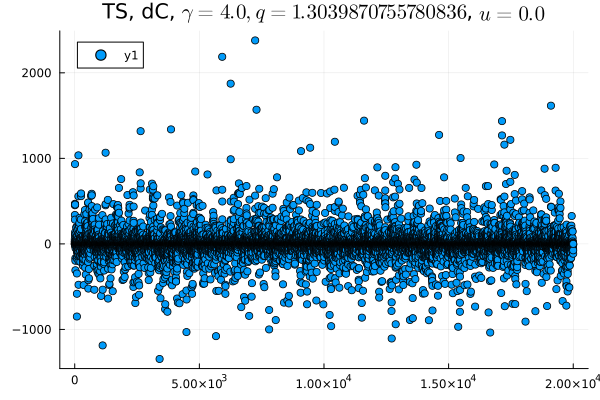 TS, dC, γ = 4.0, q = 1.3039870755780836, u = 0.0
y1
2000
1000
0
−1000
0 5.00×10³ 1.00×10⁴ 1.50×10⁴ 2.00×10⁴